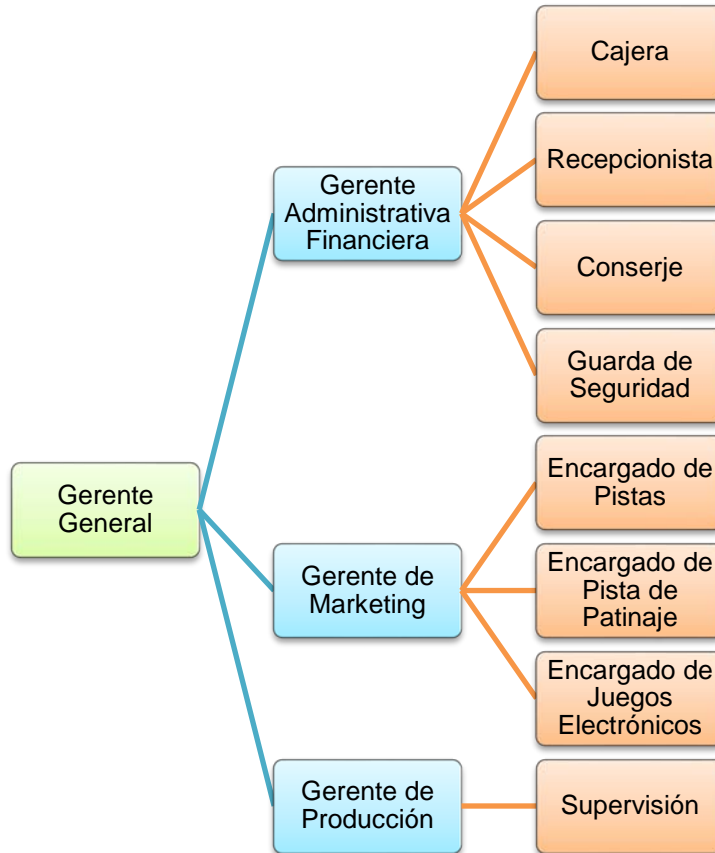 Gerente
General
Gerente
Administrativa
Financiera
Cajera
Recepcionista
Conserje
Guarda de
Seguridad
Gerente de
Marketing
Encargado de
Pistas
Encargado de
Pista de
Patinaje
Encargado de
Juegos
Electrónicos
Gerente de
Producción
Supervisión